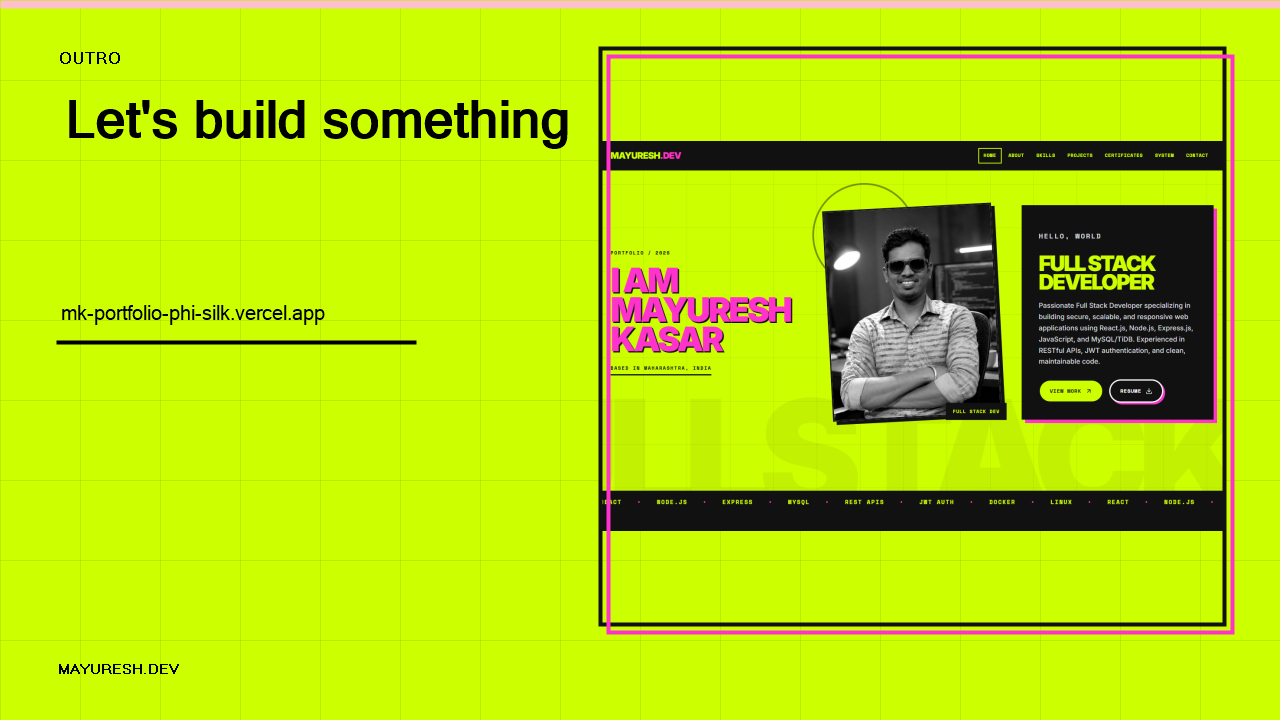 OUTRO
Let's build something
mk-portfolio-phi-silk.vercel.app
MAYURESH.DEV
MAYURESH.DEV
HOME ABOUT SKILLS PROJECTS CERTIFICATES SYSTEM CONTACT
PORTFOLIO / 2026
I AM
MAYURESH
KASAR
BASED IN MAHARASHTRA, INDIA
FULL STACK DEV
HELLO, WORLD
FULL STACK
DEVELOPER
Passionate Full Stack Developer specializing in
building secure, scalable, and responsive web
applications using React.js, Node.js, Express.js,
JavaScript, and MySQL/TiDB. Experienced in
RESTful APIs, JWT authentication, and clean,
maintainable code.
VIEW WORK RESUME
LLSTACK
EACT • NODE.JS • EXPRESS • MYSQL • REST APIS • JWT AUTH • DOCKER • LINUX • REACT • NODE.JS •